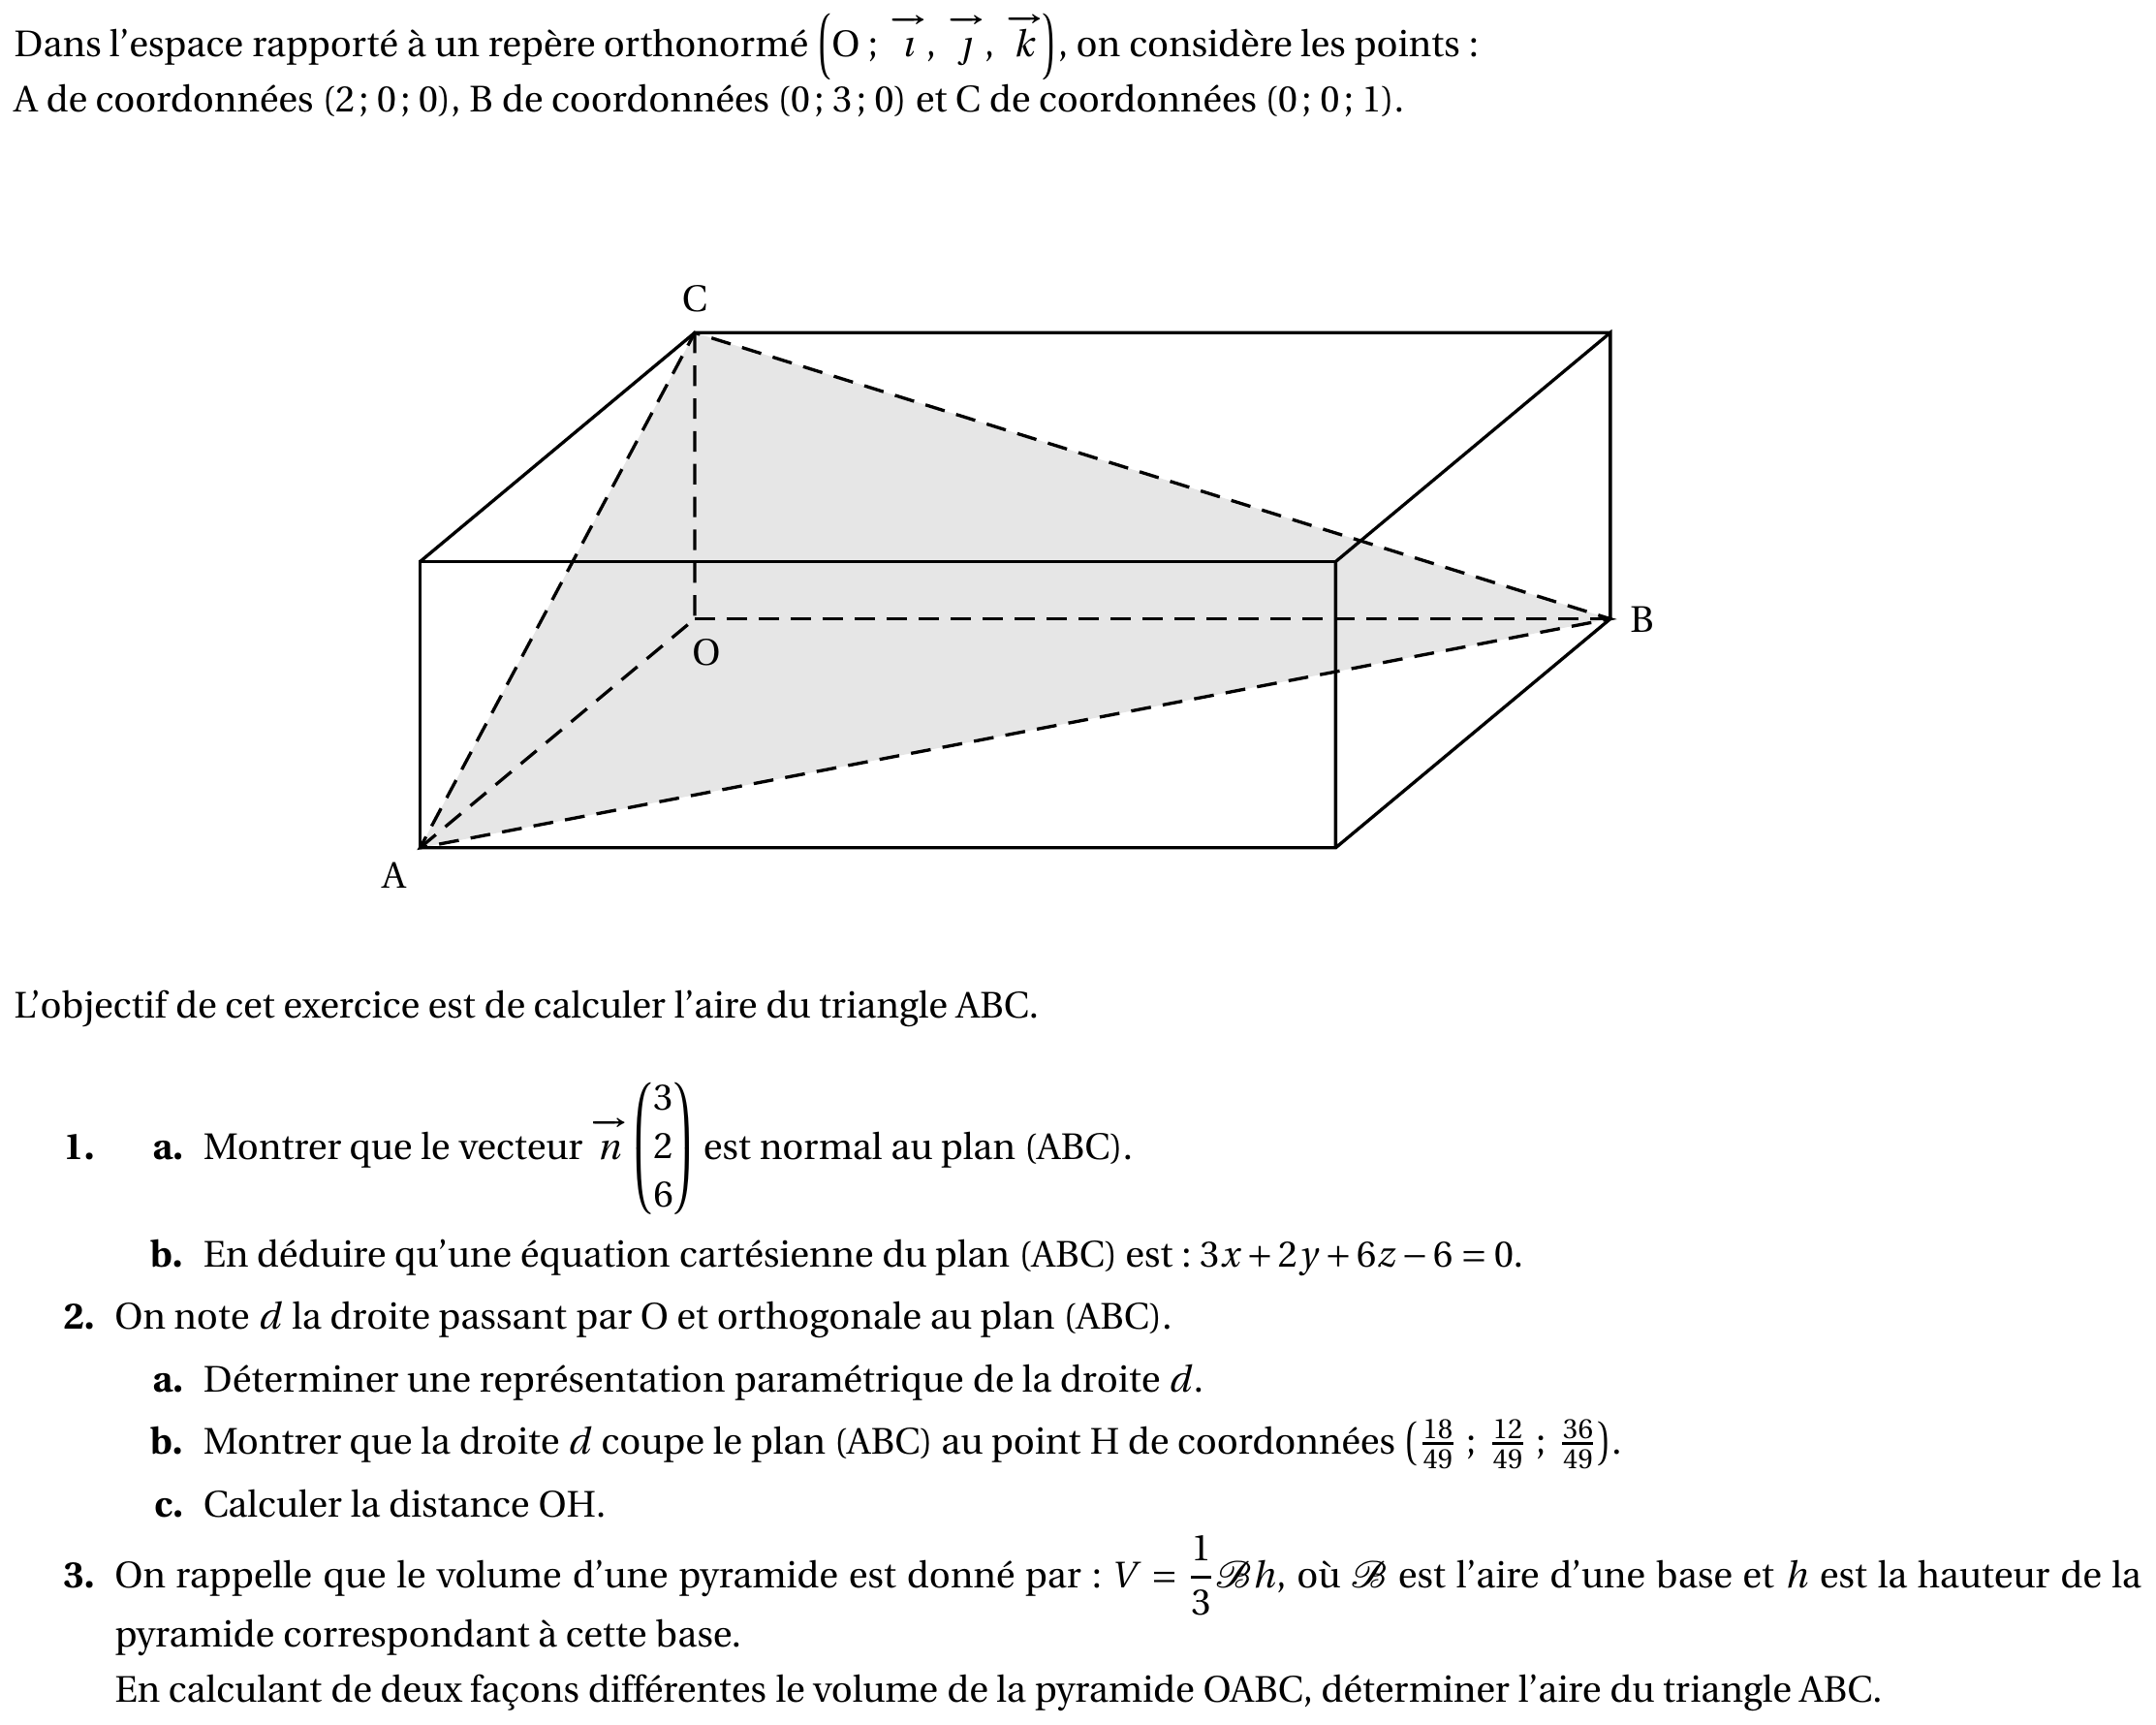 Dans l'espace rapporté à un repère orthonormé $\left(\text{O} ; \overrightarrow{\imath}, \overrightarrow{\jmath}, \overrightarrow{k}\right)$, on considère les points :
A de coordonnées (2 ; 0 ; 0), B de coordonnées (0 ; 3 ; 0) et C de coordonnées (0 ; 0 ; 1).
C
B
O
A
L'objectif de cet exercice est de calculer l'aire du triangle ABC.
1. a. Montrer que le vecteur $\overrightarrow{n}\begin{pmatrix}3\\2\\6\end{pmatrix}$ est normal au plan (ABC).
b. En déduire qu'une équation cartésienne du plan (ABC) est : $3x + 2y + 6z - 6 = 0$.
2. On note $d$ la droite passant par O et orthogonale au plan (ABC).
a. Déterminer une représentation paramétrique de la droite $d$.
b. Montrer que la droite $d$ coupe le plan (ABC) au point H de coordonnées $\left(\frac{18}{49} ; \frac{12}{49} ; \frac{36}{49}\right)$.
c. Calculer la distance OH.
3. On rappelle que le volume d'une pyramide est donné par : $V = \dfrac{1}{3}\mathscr{B}h$, où $\mathscr{B}$ est l'aire d'une base et $h$ est la hauteur de la
pyramide correspondant à cette base.
En calculant de deux façons différentes le volume de la pyramide OABC, déterminer l'aire du triangle ABC.